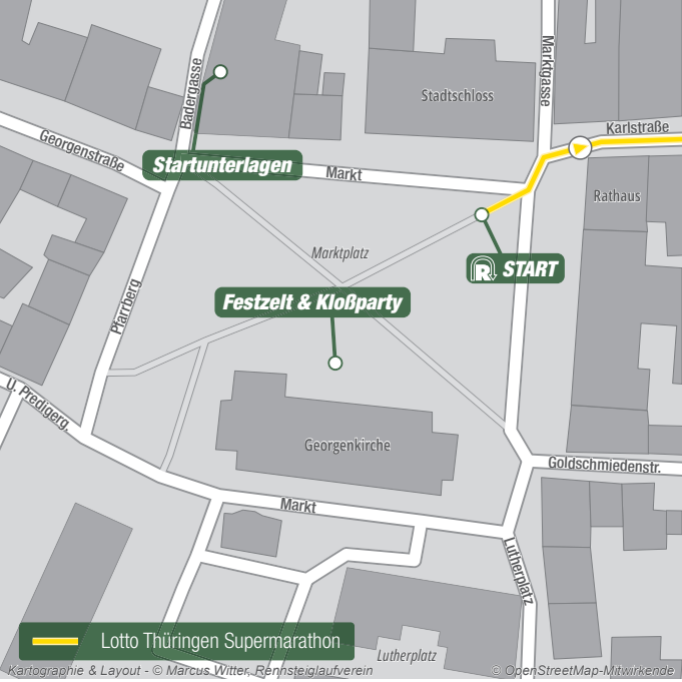 Marktgasse
Badergasse
Stadtschloss
Karlstraße
Georgenstraße
Startunterlagen
Markt
Rathaus
Marktplatz
R START
Pfarrberg
Festzelt & Kloßparty
U. Predigerg.
Georgenkirche
Goldschmiedenstr.
Markt
Lutherplatz
Lotto Thüringen Supermarathon
Lutherplatz
Kartographie & Layout - © Marcus Witter, Rennsteiglaufverein
© OpenStreetMap-Mitwirkende